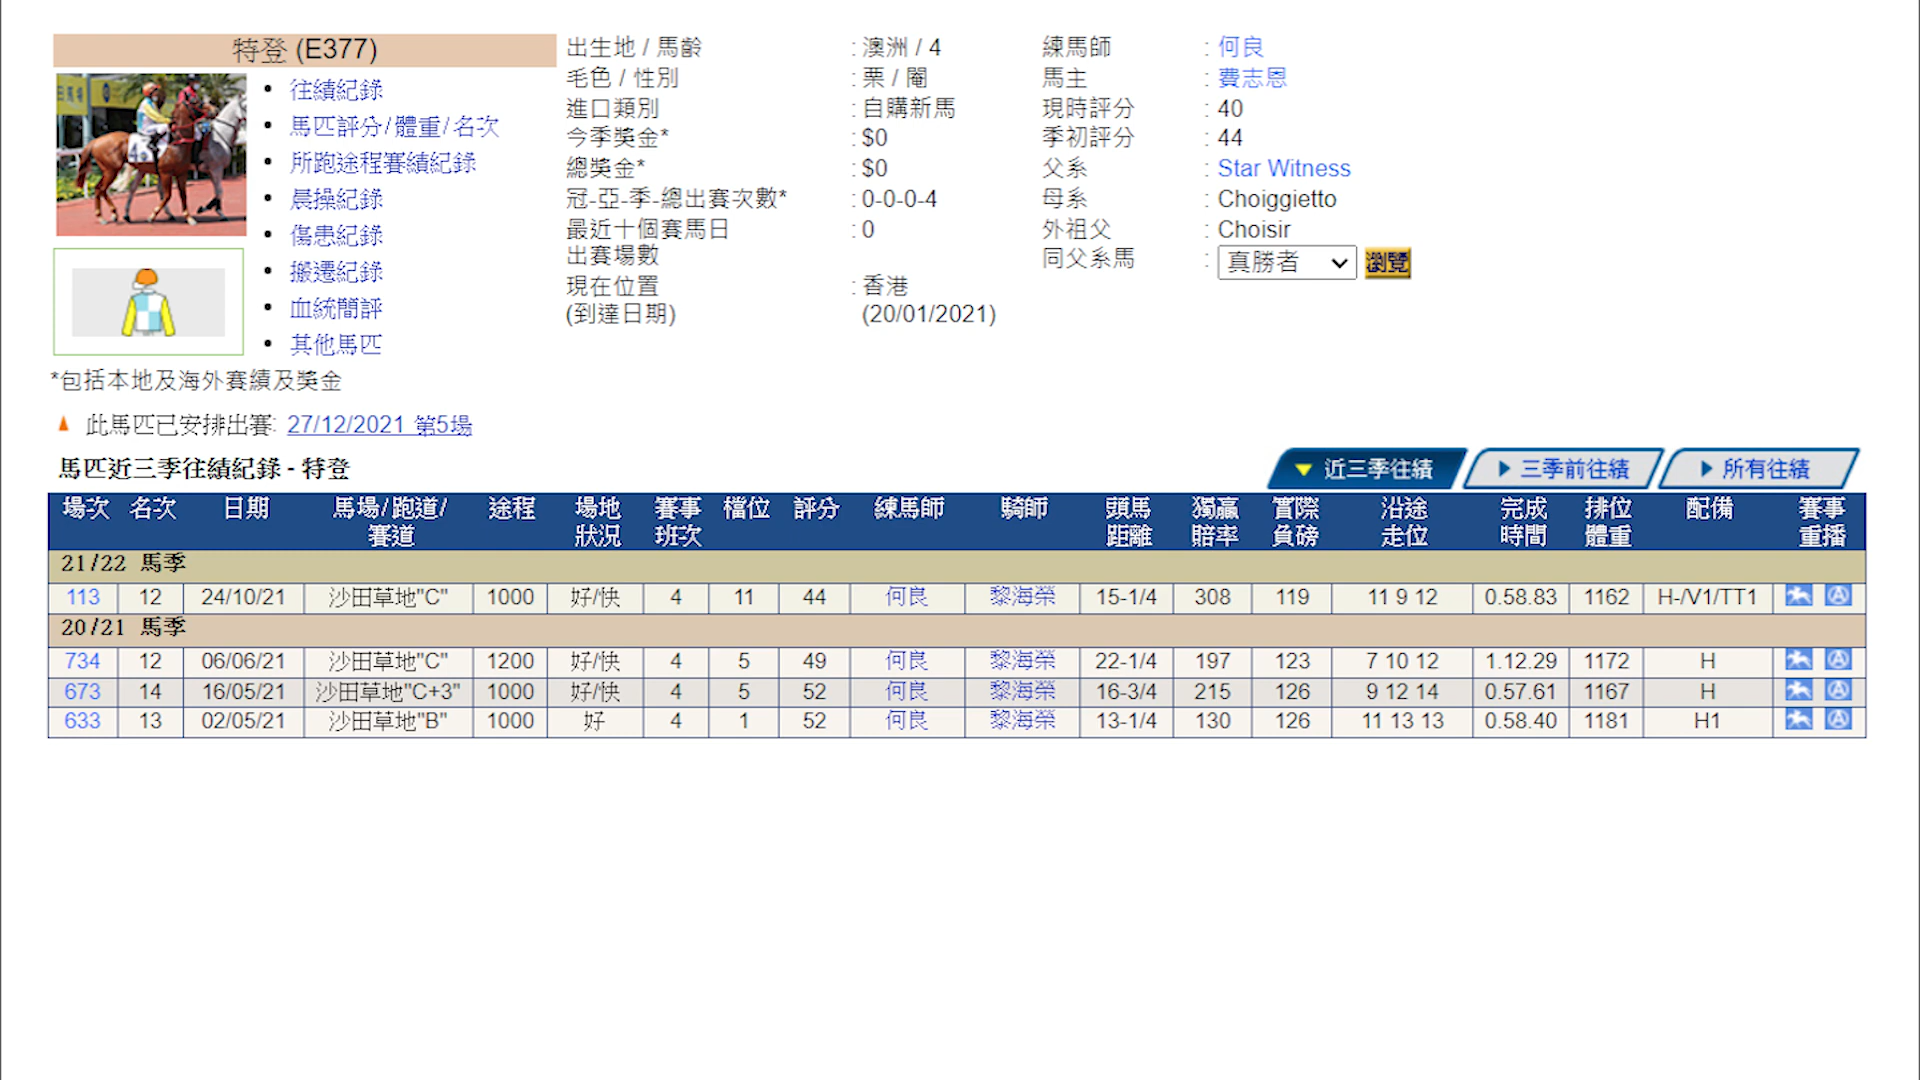 特登 (E377)
• 往績紀錄
• 馬匹評分/體重/名次
• 所跑途程賽績紀錄
• 晨操紀錄
• 傷患紀錄
• 搬遷紀錄
• 血統簡評
• 其他馬匹
出生地 / 馬齡 : 澳洲 / 4
毛色 / 性別 : 栗 / 閹
進口類別 : 自購新馬
今季獎金* : $0
總獎金* : $0
冠-亞-季-總出賽次數* : 0-0-0-4
最近十個賽馬日 : 0
出賽場數
現在位置 : 香港
(到達日期) (20/01/2021)
練馬師 : 何良
馬主 : 費志恩
現時評分 : 40
季初評分 : 44
父系 : Star Witness
母系 : Choiggietto
外祖父 : Choisir
同父系馬 : 真勝者 瀏覽
*包括本地及海外賽績及獎金
此馬匹已安排出賽: 27/12/2021 第5場
馬匹近三季往績紀錄 - 特登
近三季往績 三季前往績 所有往績
場次 名次 日期 馬場/跑道/ 途程 場地 賽事 檔位 評分 練馬師 騎師 頭馬 獨贏 實際 沿途 完成 排位 配備 賽事
賽道 狀況 班次 距離 賠率 負磅 走位 時間 體重 重播
21/22 馬季
113 12 24/10/21 沙田草地"C" 1000 好/快 4 11 44 何良 黎海榮 15-1/4 308 119 11 9 12 0.58.83 1162 H-/V1/TT1
20/21 馬季
734 12 06/06/21 沙田草地"C" 1200 好/快 4 5 49 何良 黎海榮 22-1/4 197 123 7 10 12 1.12.29 1172 H
673 14 16/05/21 沙田草地"C+3" 1000 好/快 4 5 52 何良 黎海榮 16-3/4 215 126 9 12 14 0.57.61 1167 H
633 13 02/05/21 沙田草地"B" 1000 好 4 1 52 何良 黎海榮 13-1/4 130 126 11 13 13 0.58.40 1181 H1